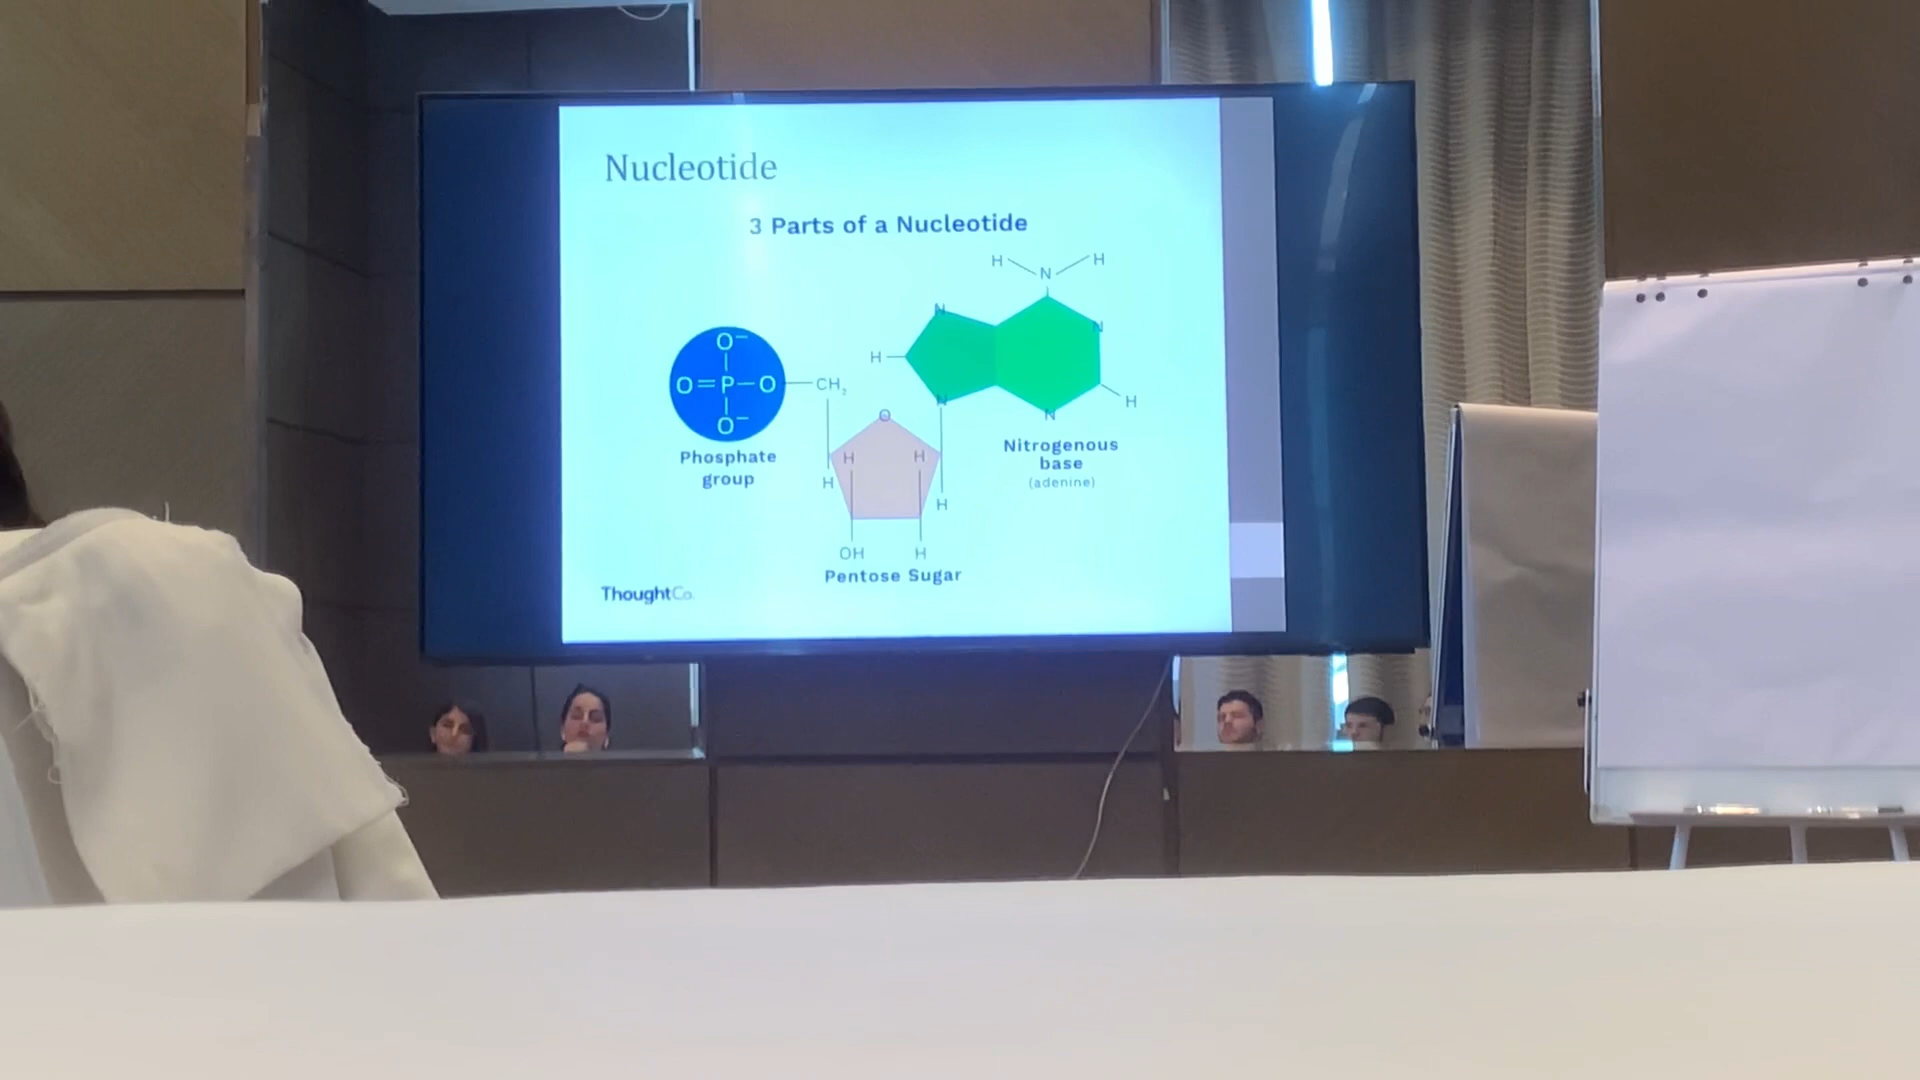 Nucleotide
3 Parts of a Nucleotide
H
H
N
N
N
H
N
N
H
O⁻
O=P—O
O⁻
CH₂
O
H
H
H
H
OH
H
Phosphate
group
Nitrogenous
base
(adenine)
Pentose Sugar
ThoughtCo.